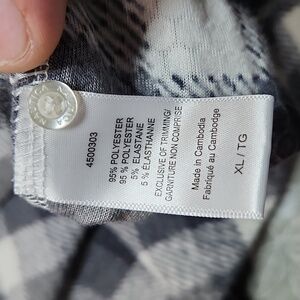 4500303
95% POLYESTER
95 % POLYESTER
5% ELASTANE
5 % ÉLASTHANNE
EXCLUSIVE OF TRIMMING/
GARNITURE NON COMPRISE
Made in Cambodia
Fabriqué au Cambodge
XL / TG